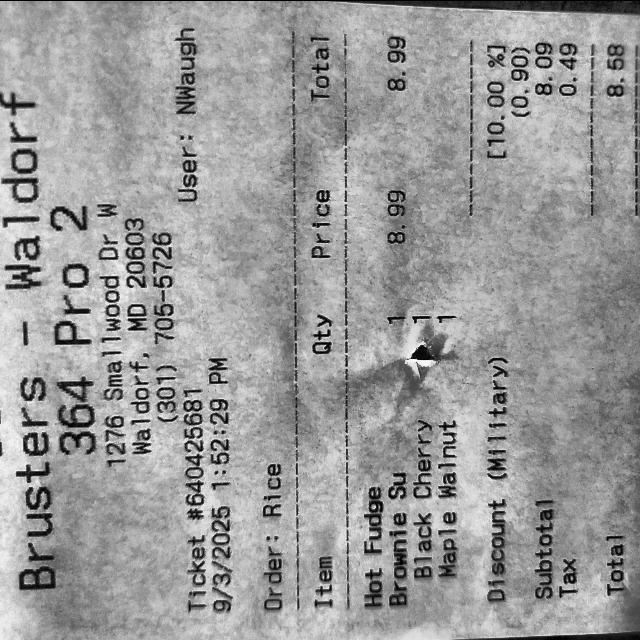 Brusters - Waldorf
364 Pro 2
1276 Smallwood Dr W
Waldorf, MD 20603
(301) 705-5726
Ticket #640425681 User: NWaugh
9/3/2025 1:52:29 PM
Order: Rice
Item Qty Price Total
Hot Fudge
Brownie Su 1 8.99 8.99
Black Cherry 1
Maple Walnut 1
Discount (Military) [10.00 %]
(0.90)
Subtotal 8.09
Tax 0.49
Total 8.58